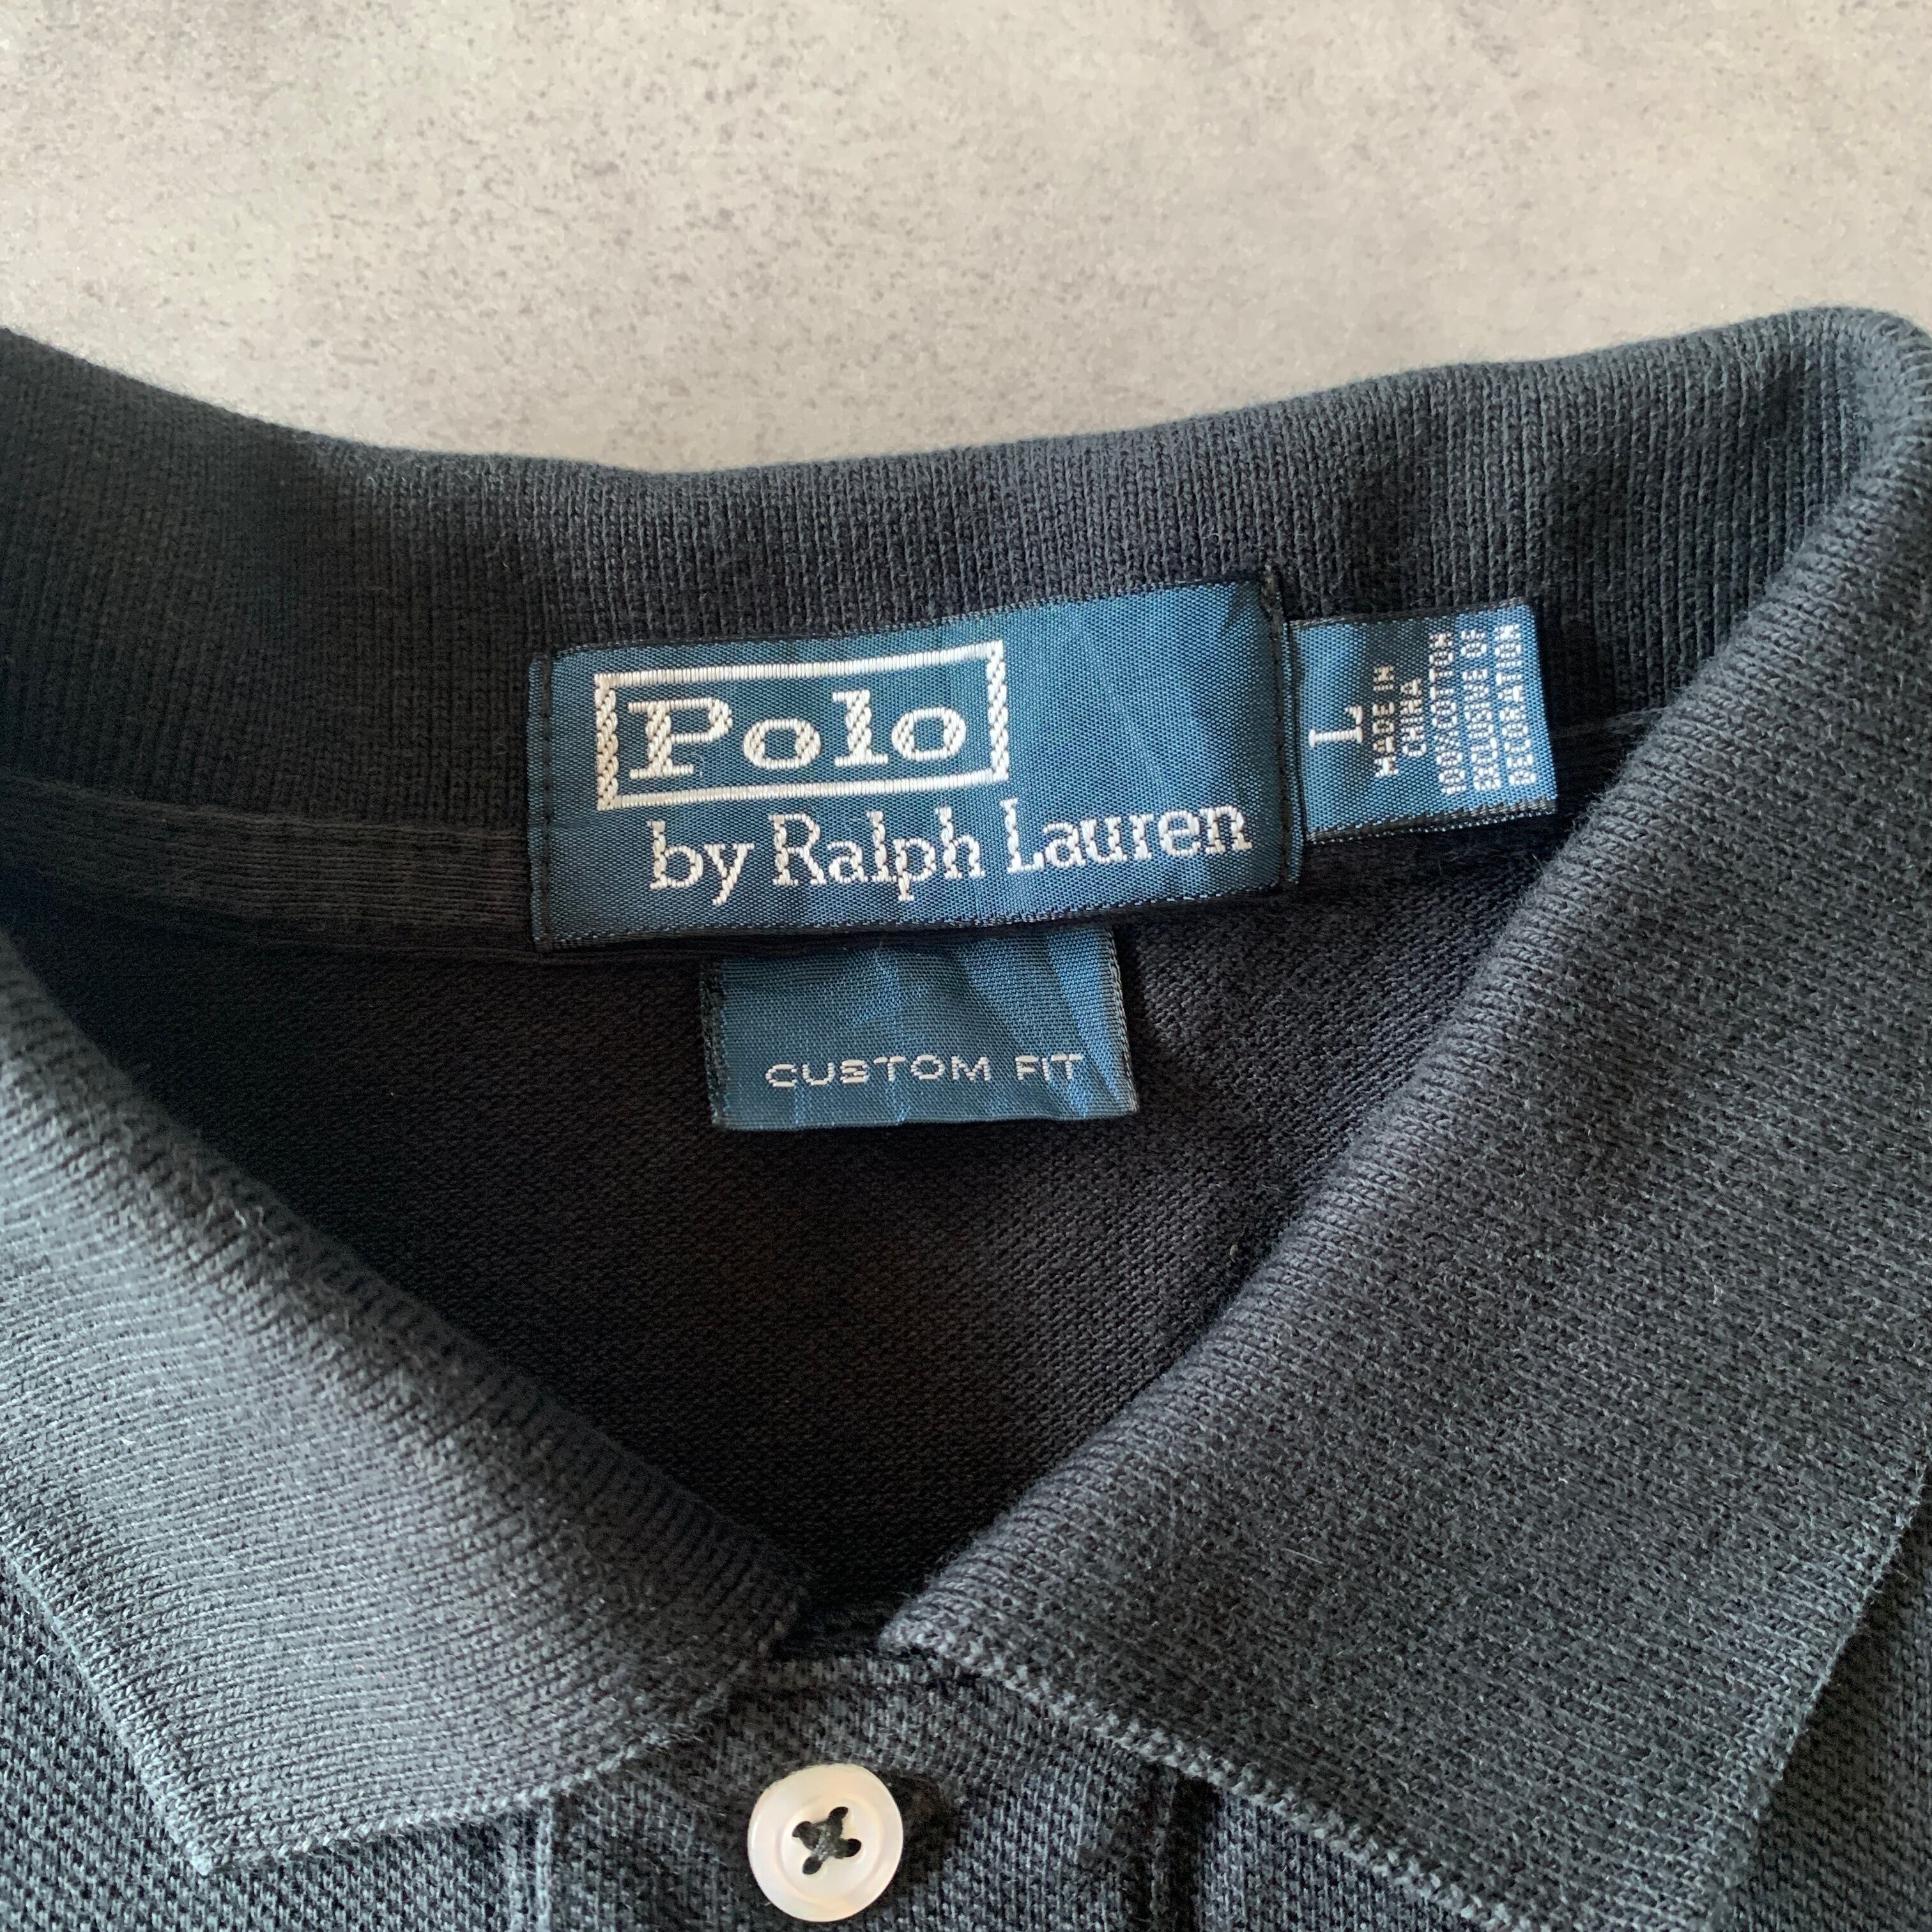 Polo
by Ralph Lauren
L
MADE IN
CHINA
100% COTTON
EXCLUSIVE OF
DECORATION
CUSTOM FIT